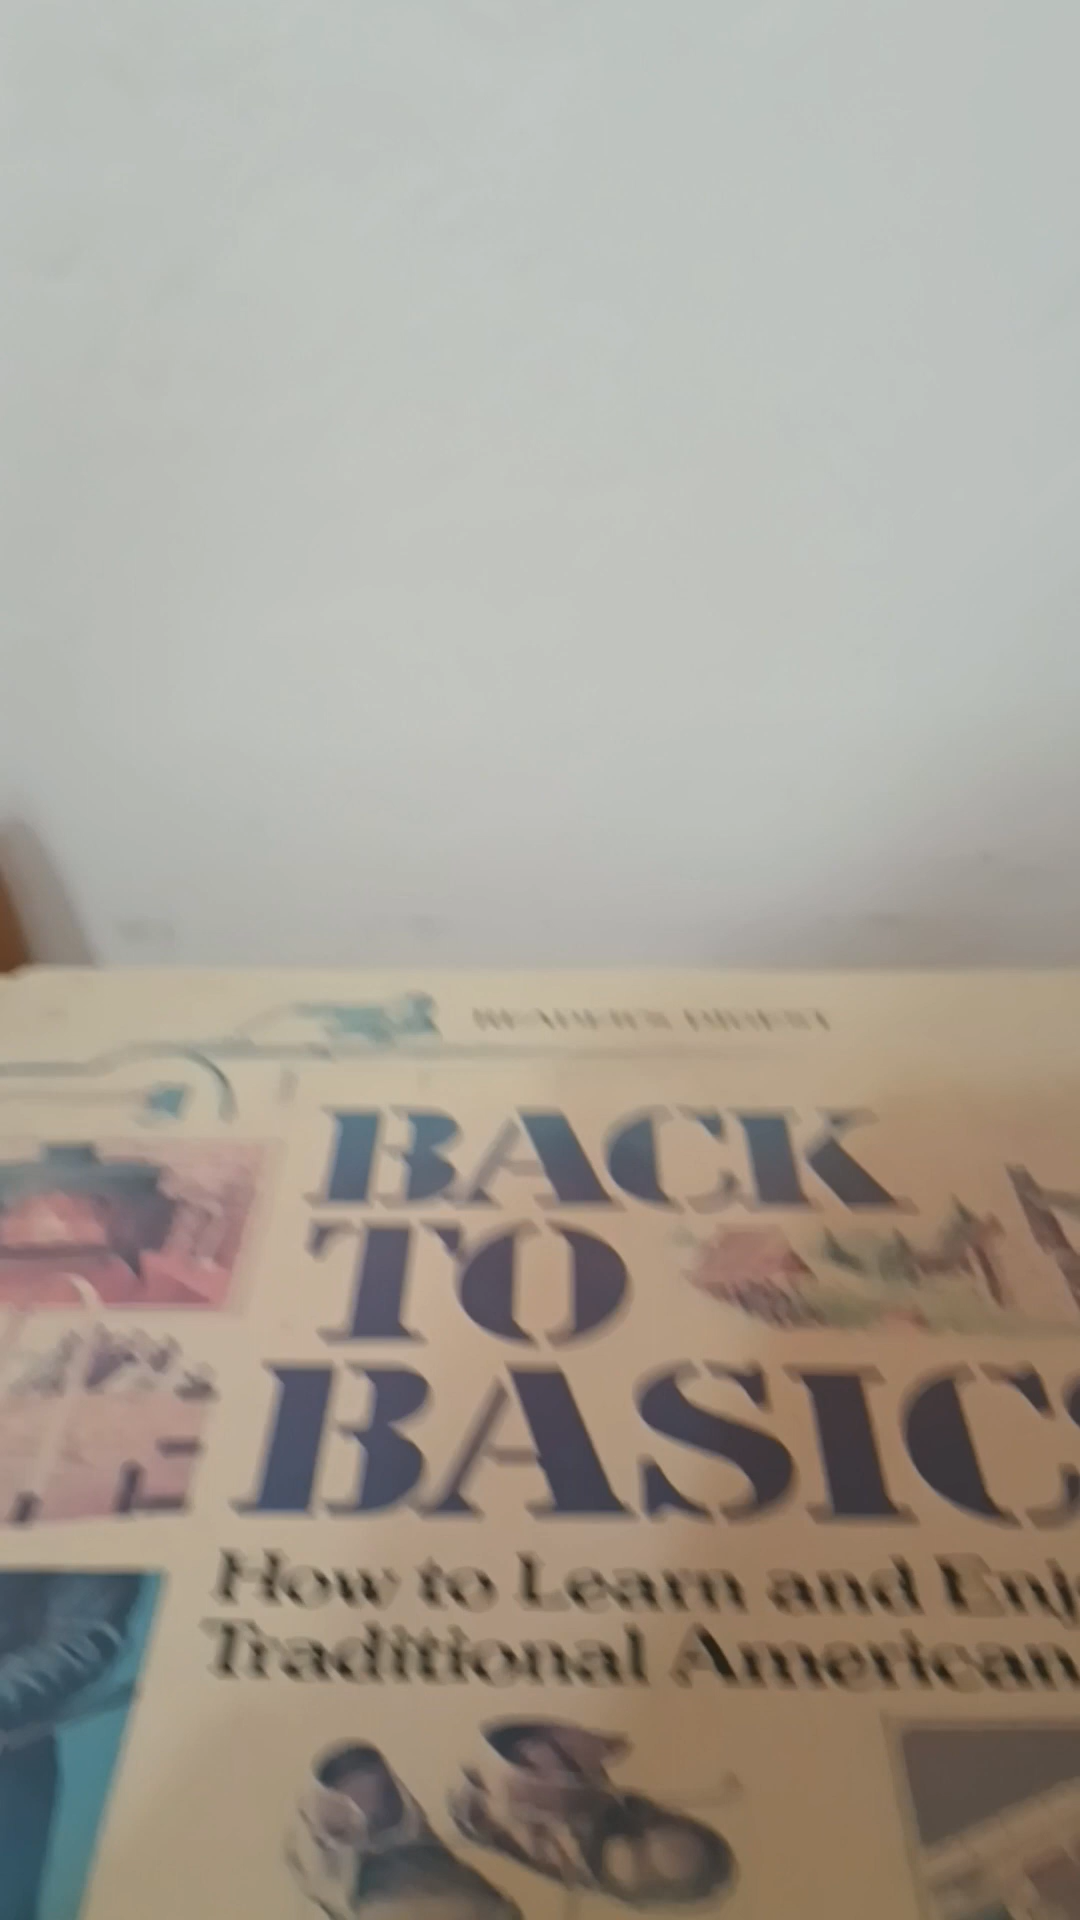 READER'S DIGEST
BACK
TO
BASICS
How to Learn and Enj
Traditional American